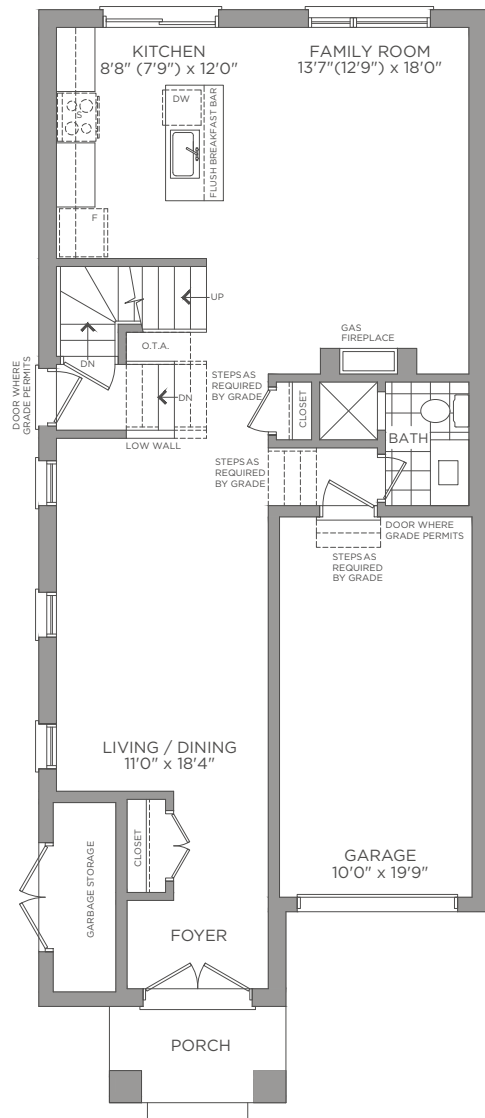 KITCHEN
8'8" (7'9") x 12'0"
FAMILY ROOM
13'7"(12'9") x 18'0"
DW
FLUSH BREAKFAST BAR
S
F
UP
O.T.A.
DN
DOOR WHERE
GRADE PERMITS
DN
STEPS AS
REQUIRED
BY GRADE
GAS
FIREPLACE
CLOSET
BATH
LOW WALL
STEPS AS
REQUIRED
BY GRADE
DOOR WHERE
GRADE PERMITS
STEPS AS
REQUIRED
BY GRADE
LIVING / DINING
11'0" x 18'4"
GARBAGE STORAGE
CLOSET
GARAGE
10'0" x 19'9"
FOYER
PORCH